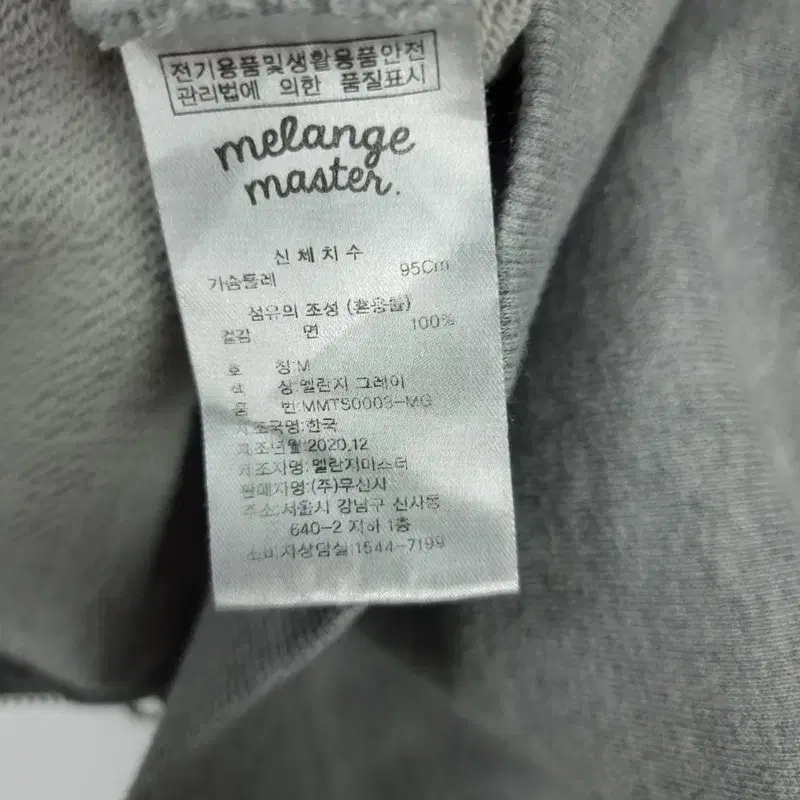 전기용품및생활용품안전
관리법에 의한 품질표시
melange
master.
신체치수
가슴둘레 95Cm
섬유의 조성 (혼용율)
겉감 면 100%
호 칭:M
색 상:멜란지 그레이
품 번:MMTS0003-MG
제조국명:한국
제조년월:2020.12
제조자명:멜란지마스터
판매자명:(주)무신사
주소:서울시 강남구 신사동
640-2 지하 1층
소비자상담실:1544-7199